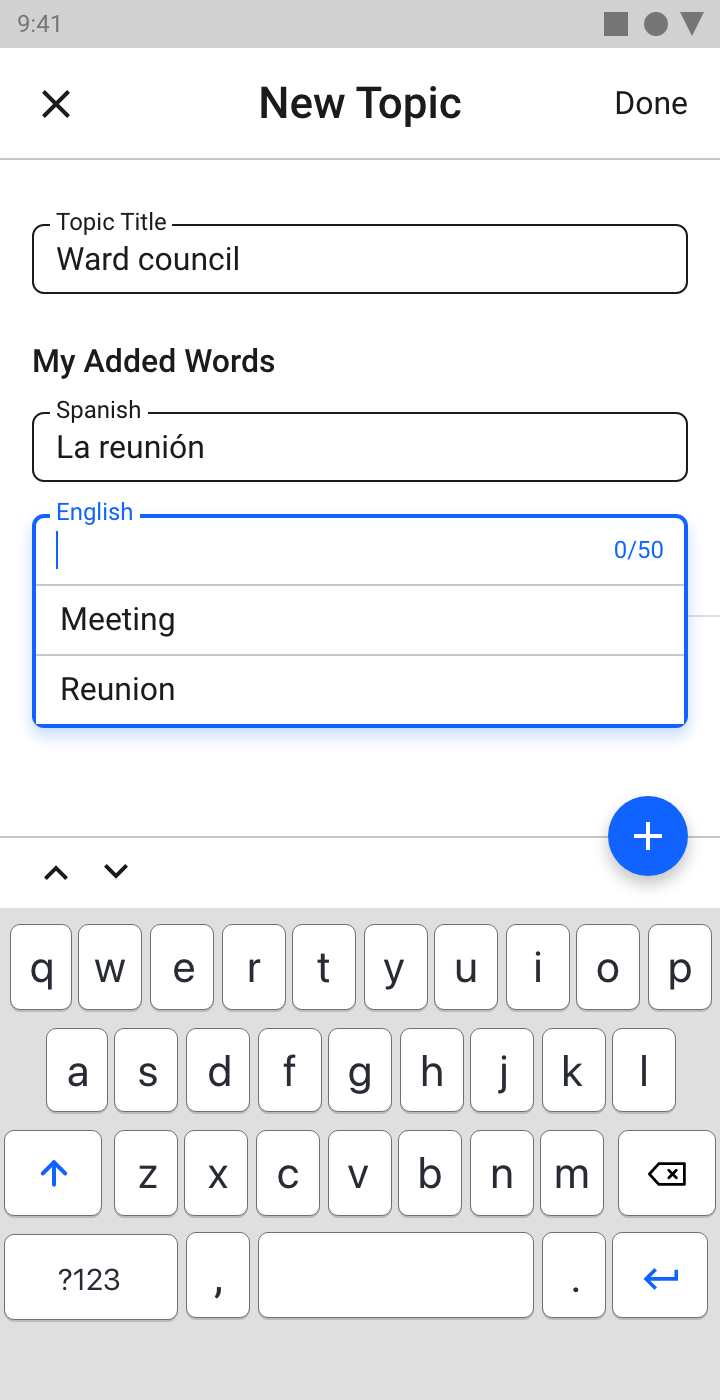 9:41
New Topic Done
Topic Title
Ward council
My Added Words
Spanish
La reunión
English
0/50
Meeting
Reunion
q w e r t y u i o p
a s d f g h j k l
z x c v b n m
?123 , .